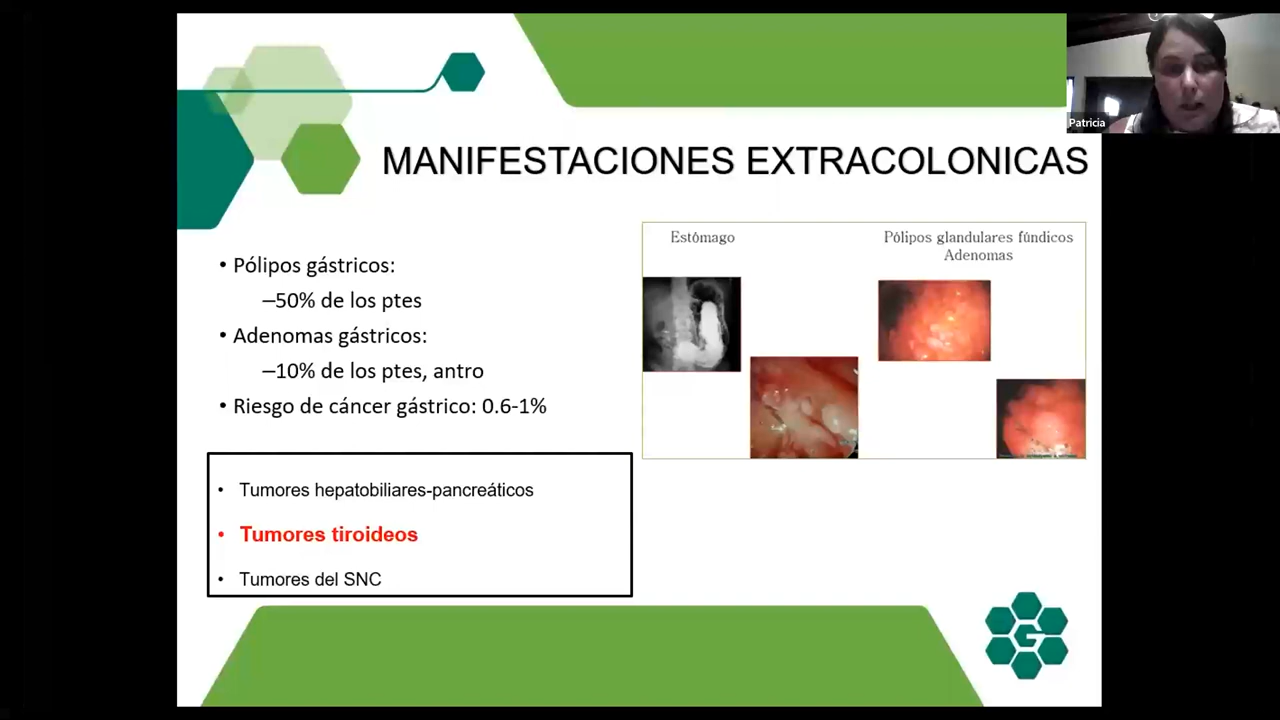 Patricia
MANIFESTACIONES EXTRACOLONICAS
• Pólipos gástricos:
–50% de los ptes
• Adenomas gástricos:
–10% de los ptes, antro
• Riesgo de cáncer gástrico: 0.6-1%
Estómago
Pólipos glandulares fúndicos
Adenomas
• Tumores hepatobiliares-pancreáticos
• Tumores tiroideos
• Tumores del SNC
G